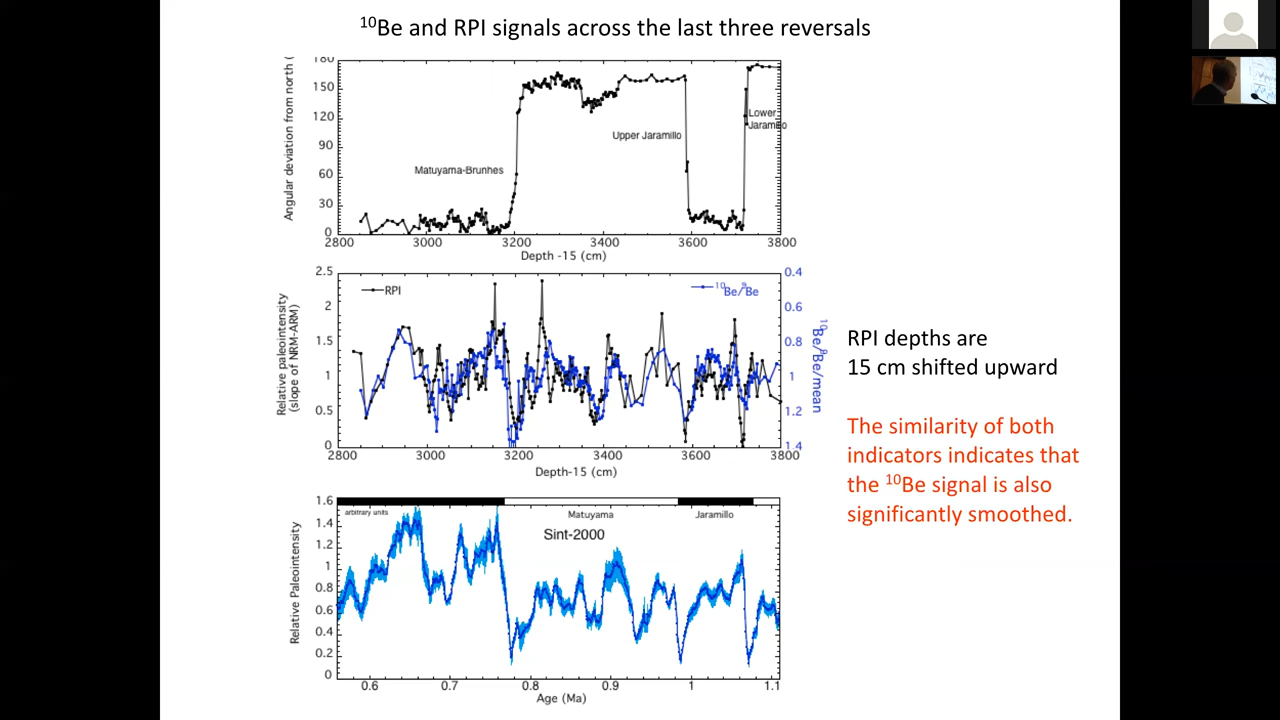 ¹⁰Be and RPI signals across the last three reversals
Angular deviation from north (
180
150
120
90
60
30
0
Matuyama-Brunhes
Upper Jaramillo
Lower
Jaramillo
2800 3000 3200 3400 3600 3800
Depth -15 (cm)
Relative paleointensity
(slope of NRM-ARM)
2.5
2
1.5
1
0.5
0
RPI
¹⁰Be/⁹Be
0.4
0.6
0.8
1
1.2
1.4
¹⁰Be/⁹Be/mean
2800 3000 3200 3400 3600 3800
Depth-15 (cm)
RPI depths are
15 cm shifted upward
The similarity of both
indicators indicates that
the ¹⁰Be signal is also
significantly smoothed.
Relative Paleointensity
1.6
1.4
1.2
1
0.8
0.6
0.4
0.2
0
arbitrary units
Matuyama
Jaramillo
Sint-2000
0.6 0.7 0.8 0.9 1 1.1
Age (Ma)